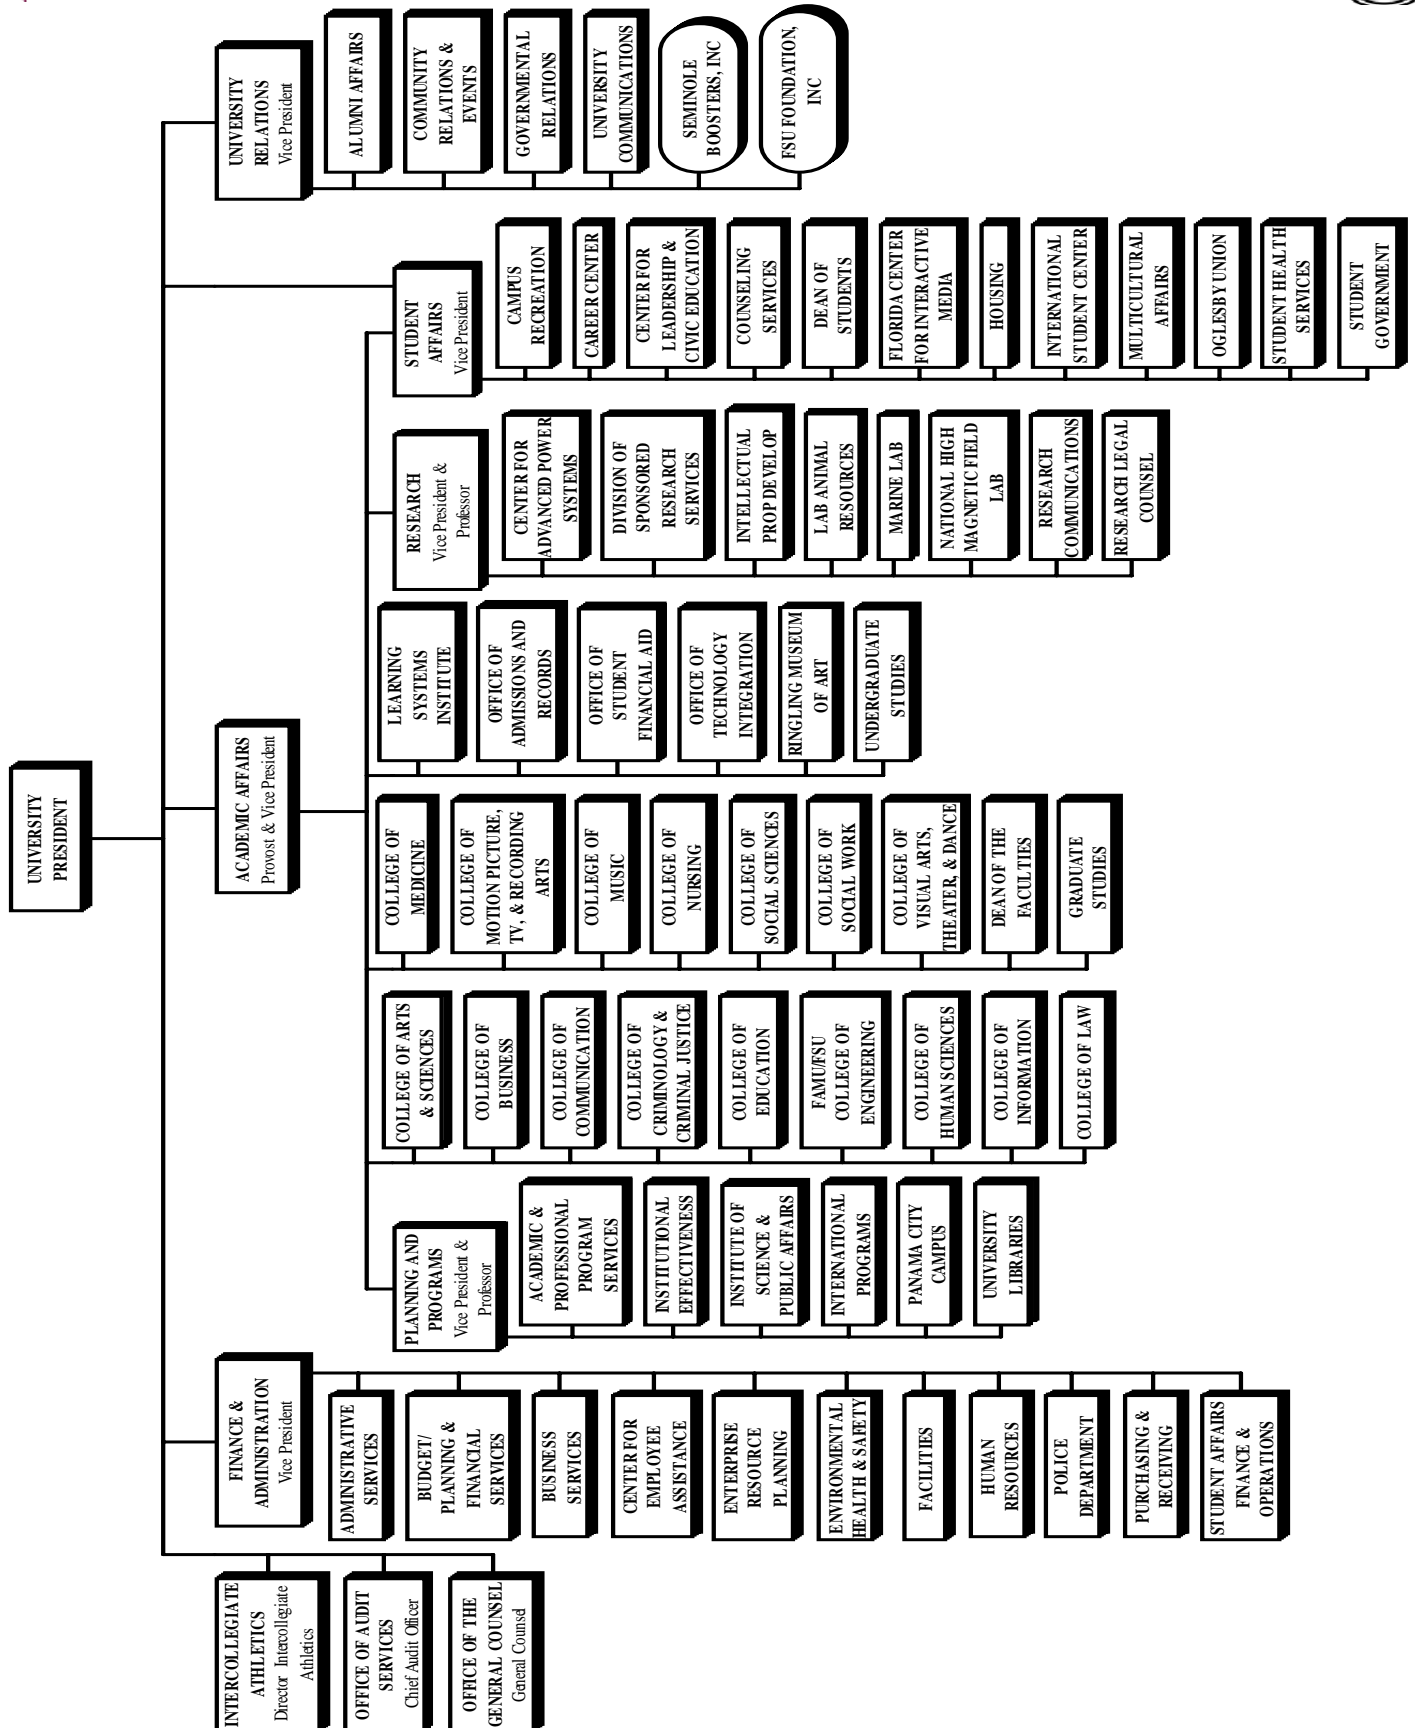 UNIVERSITY
PRESIDENT
INTERCOLLEGIATE
ATHLETICS
Director Intercollegiate
Athletics
OFFICE OF AUDIT
SERVICES
Chief Audit Officer
OFFICE OF THE
GENERAL COUNSEL
General Counsel
FINANCE &
ADMINISTRATION
Vice President
ADMINISTRATIVE
SERVICES
BUDGET/
PLANNING &
FINANCIAL
SERVICES
BUSINESS
SERVICES
CENTER FOR
EMPLOYEE
ASSISTANCE
ENTERPRISE
RESOURCE
PLANNING
ENVIRONMENTAL
HEALTH & SAFETY
FACILITIES
HUMAN
RESOURCES
POLICE
DEPARTMENT
PURCHASING &
RECEIVING
STUDENT AFFAIRS
FINANCE &
OPERATIONS
ACADEMIC AFFAIRS
Provost & Vice President
PLANNING AND
PROGRAMS
Vice President &
Professor
ACADEMIC &
PROFESSIONAL
PROGRAM
SERVICES
INSTITUTIONAL
EFFECTIVENESS
INSTITUTE OF
SCIENCE &
PUBLIC AFFAIRS
INTERNATIONAL
PROGRAMS
PANAMA CITY
CAMPUS
UNIVERSITY
LIBRARIES
COLLEGE OF ARTS
& SCIENCES
COLLEGE OF
BUSINESS
COLLEGE OF
COMMUNICATION
COLLEGE OF
CRIMINOLOGY &
CRIMINAL JUSTICE
COLLEGE OF
EDUCATION
FAMU/FSU
COLLEGE OF
ENGINEERING
COLLEGE OF
HUMAN SCIENCES
COLLEGE OF
INFORMATION
COLLEGE OF LAW
COLLEGE OF
MEDICINE
COLLEGE OF
MOTION PICTURE,
TV, & RECORDING
ARTS
COLLEGE OF
MUSIC
COLLEGE OF
NURSING
COLLEGE OF
SOCIAL SCIENCES
COLLEGE OF
SOCIAL WORK
COLLEGE OF
VISUAL ARTS,
THEATER, & DANCE
DEAN OF THE
FACULTIES
GRADUATE
STUDIES
LEARNING
SYSTEMS
INSTITUTE
OFFICE OF
ADMISSIONS AND
RECORDS
OFFICE OF
STUDENT
FINANCIAL AID
OFFICE OF
TECHNOLOGY
INTEGRATION
RINGLING MUSEUM
OF ART
UNDERGRADUATE
STUDIES
RESEARCH
Vice President &
Professor
CENTER FOR
ADVANCED POWER
SYSTEMS
DIVISION OF
SPONSORED
RESEARCH
SERVICES
INTELLECTUAL
PROP DEVELOP
LAB ANIMAL
RESOURCES
MARINE LAB
NATIONAL HIGH
MAGNETIC FIELD
LAB
RESEARCH
COMMUNICATIONS
RESEARCH LEGAL
COUNSEL
STUDENT
AFFAIRS
Vice President
CAMPUS
RECREATION
CAREER CENTER
CENTER FOR
LEADERSHIP &
CIVIC EDUCATION
COUNSELING
SERVICES
DEAN OF
STUDENTS
FLORIDA CENTER
FOR INTERACTIVE
MEDIA
HOUSING
INTERNATIONAL
STUDENT CENTER
MULTICULTURAL
AFFAIRS
OGLESBY UNION
STUDENT HEALTH
SERVICES
STUDENT
GOVERNMENT
UNIVERSITY
RELATIONS
Vice President
ALUMNI AFFAIRS
COMMUNITY
RELATIONS &
EVENTS
GOVERNMENTAL
RELATIONS
UNIVERSITY
COMMUNICATIONS
SEMINOLE
BOOSTERS, INC
FSU FOUNDATION,
INC